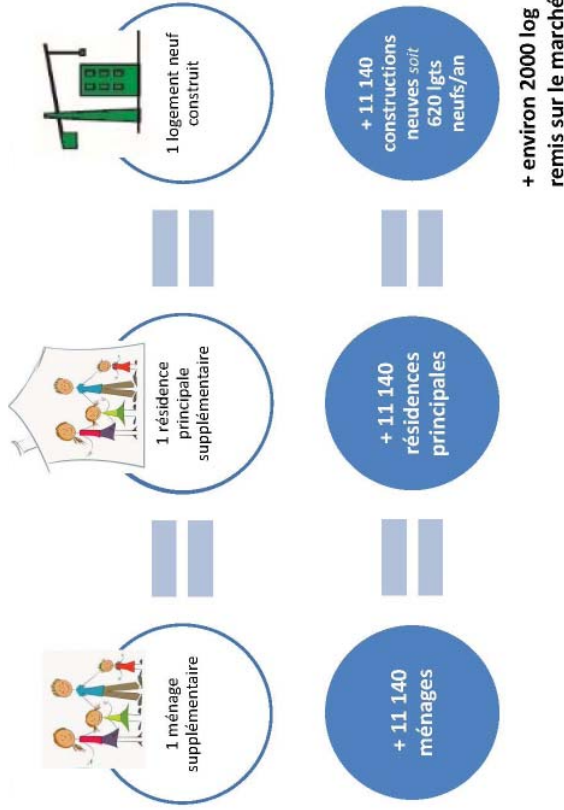 1 ménage
supplémentaire
1 résidence
principale
supplémentaire
1 logement neuf
construit
+ 11 140
ménages
+ 11 140
résidences
principales
+ 11 140
constructions
neuves soit
620 lgts
neufs/an
+ environ 2000 log
remis sur le marché